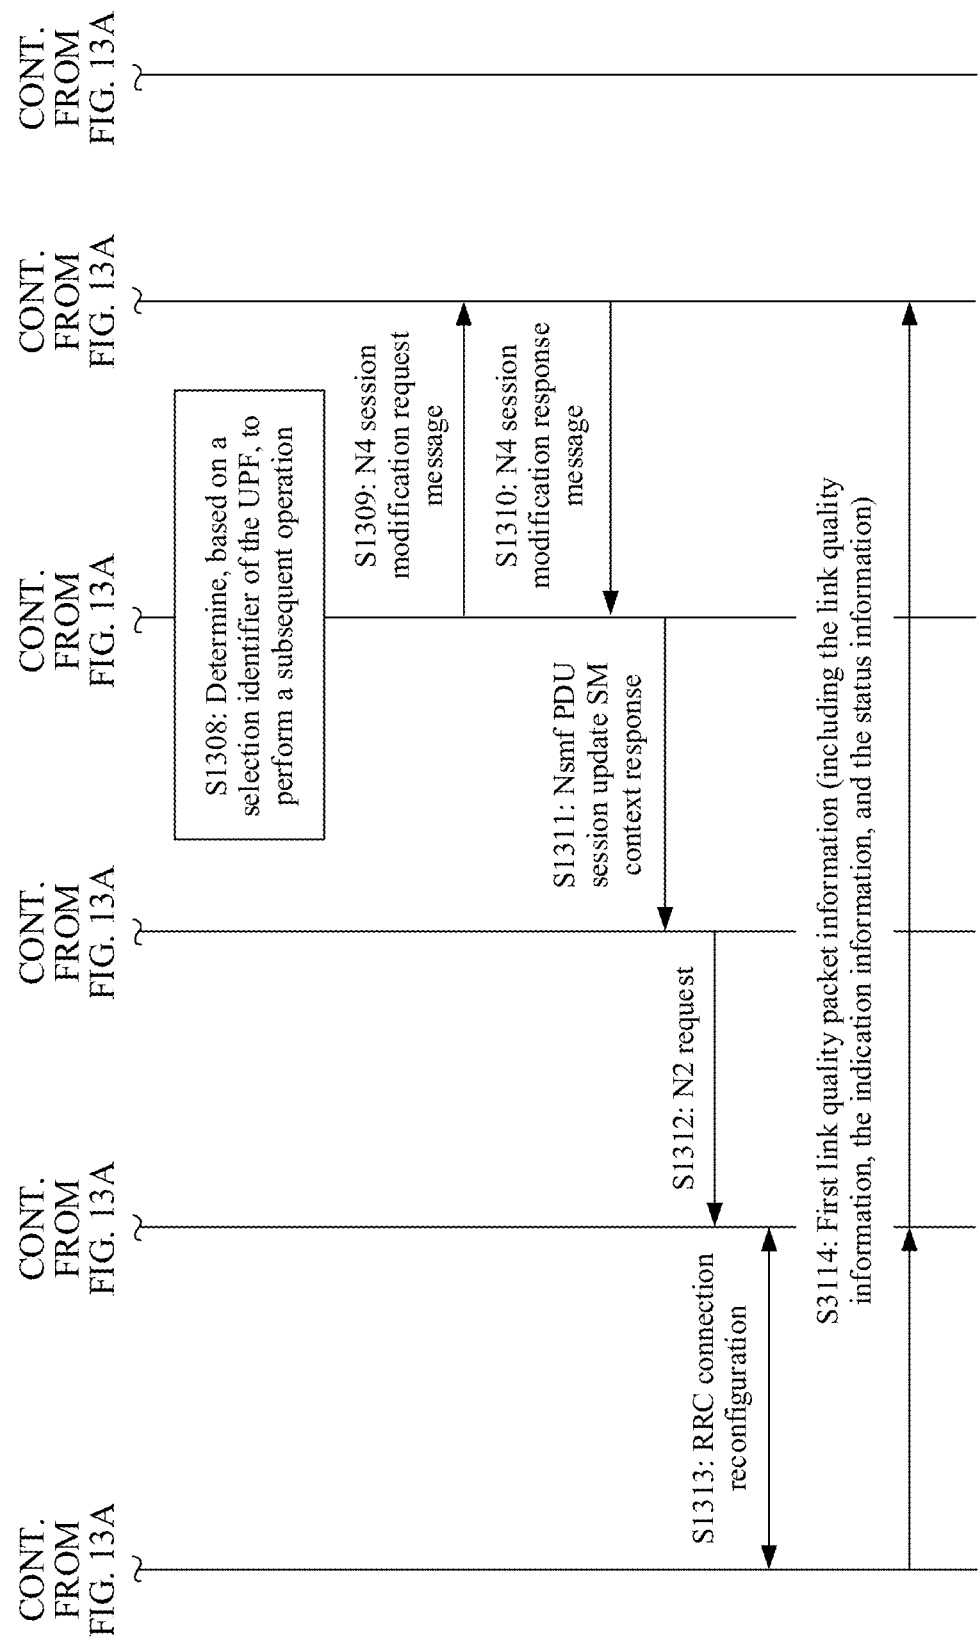 CONT.
FROM
FIG. 13A
CONT.
FROM
FIG. 13A
CONT.
FROM
FIG. 13A
CONT.
FROM
FIG. 13A
CONT.
FROM
FIG. 13A
CONT.
FROM
FIG. 13A
S1308: Determine, based on a
selection identifier of the UPF, to
perform a subsequent operation
S1309: N4 session
modification request
message
S1310: N4 session
modification response
message
S1311: Nsmf PDU
session update SM
context response
S1312: N2 request
S1313: RRC connection
reconfiguration
S3114: First link quality packet information (including the link quality
information, the indication information, and the status information)